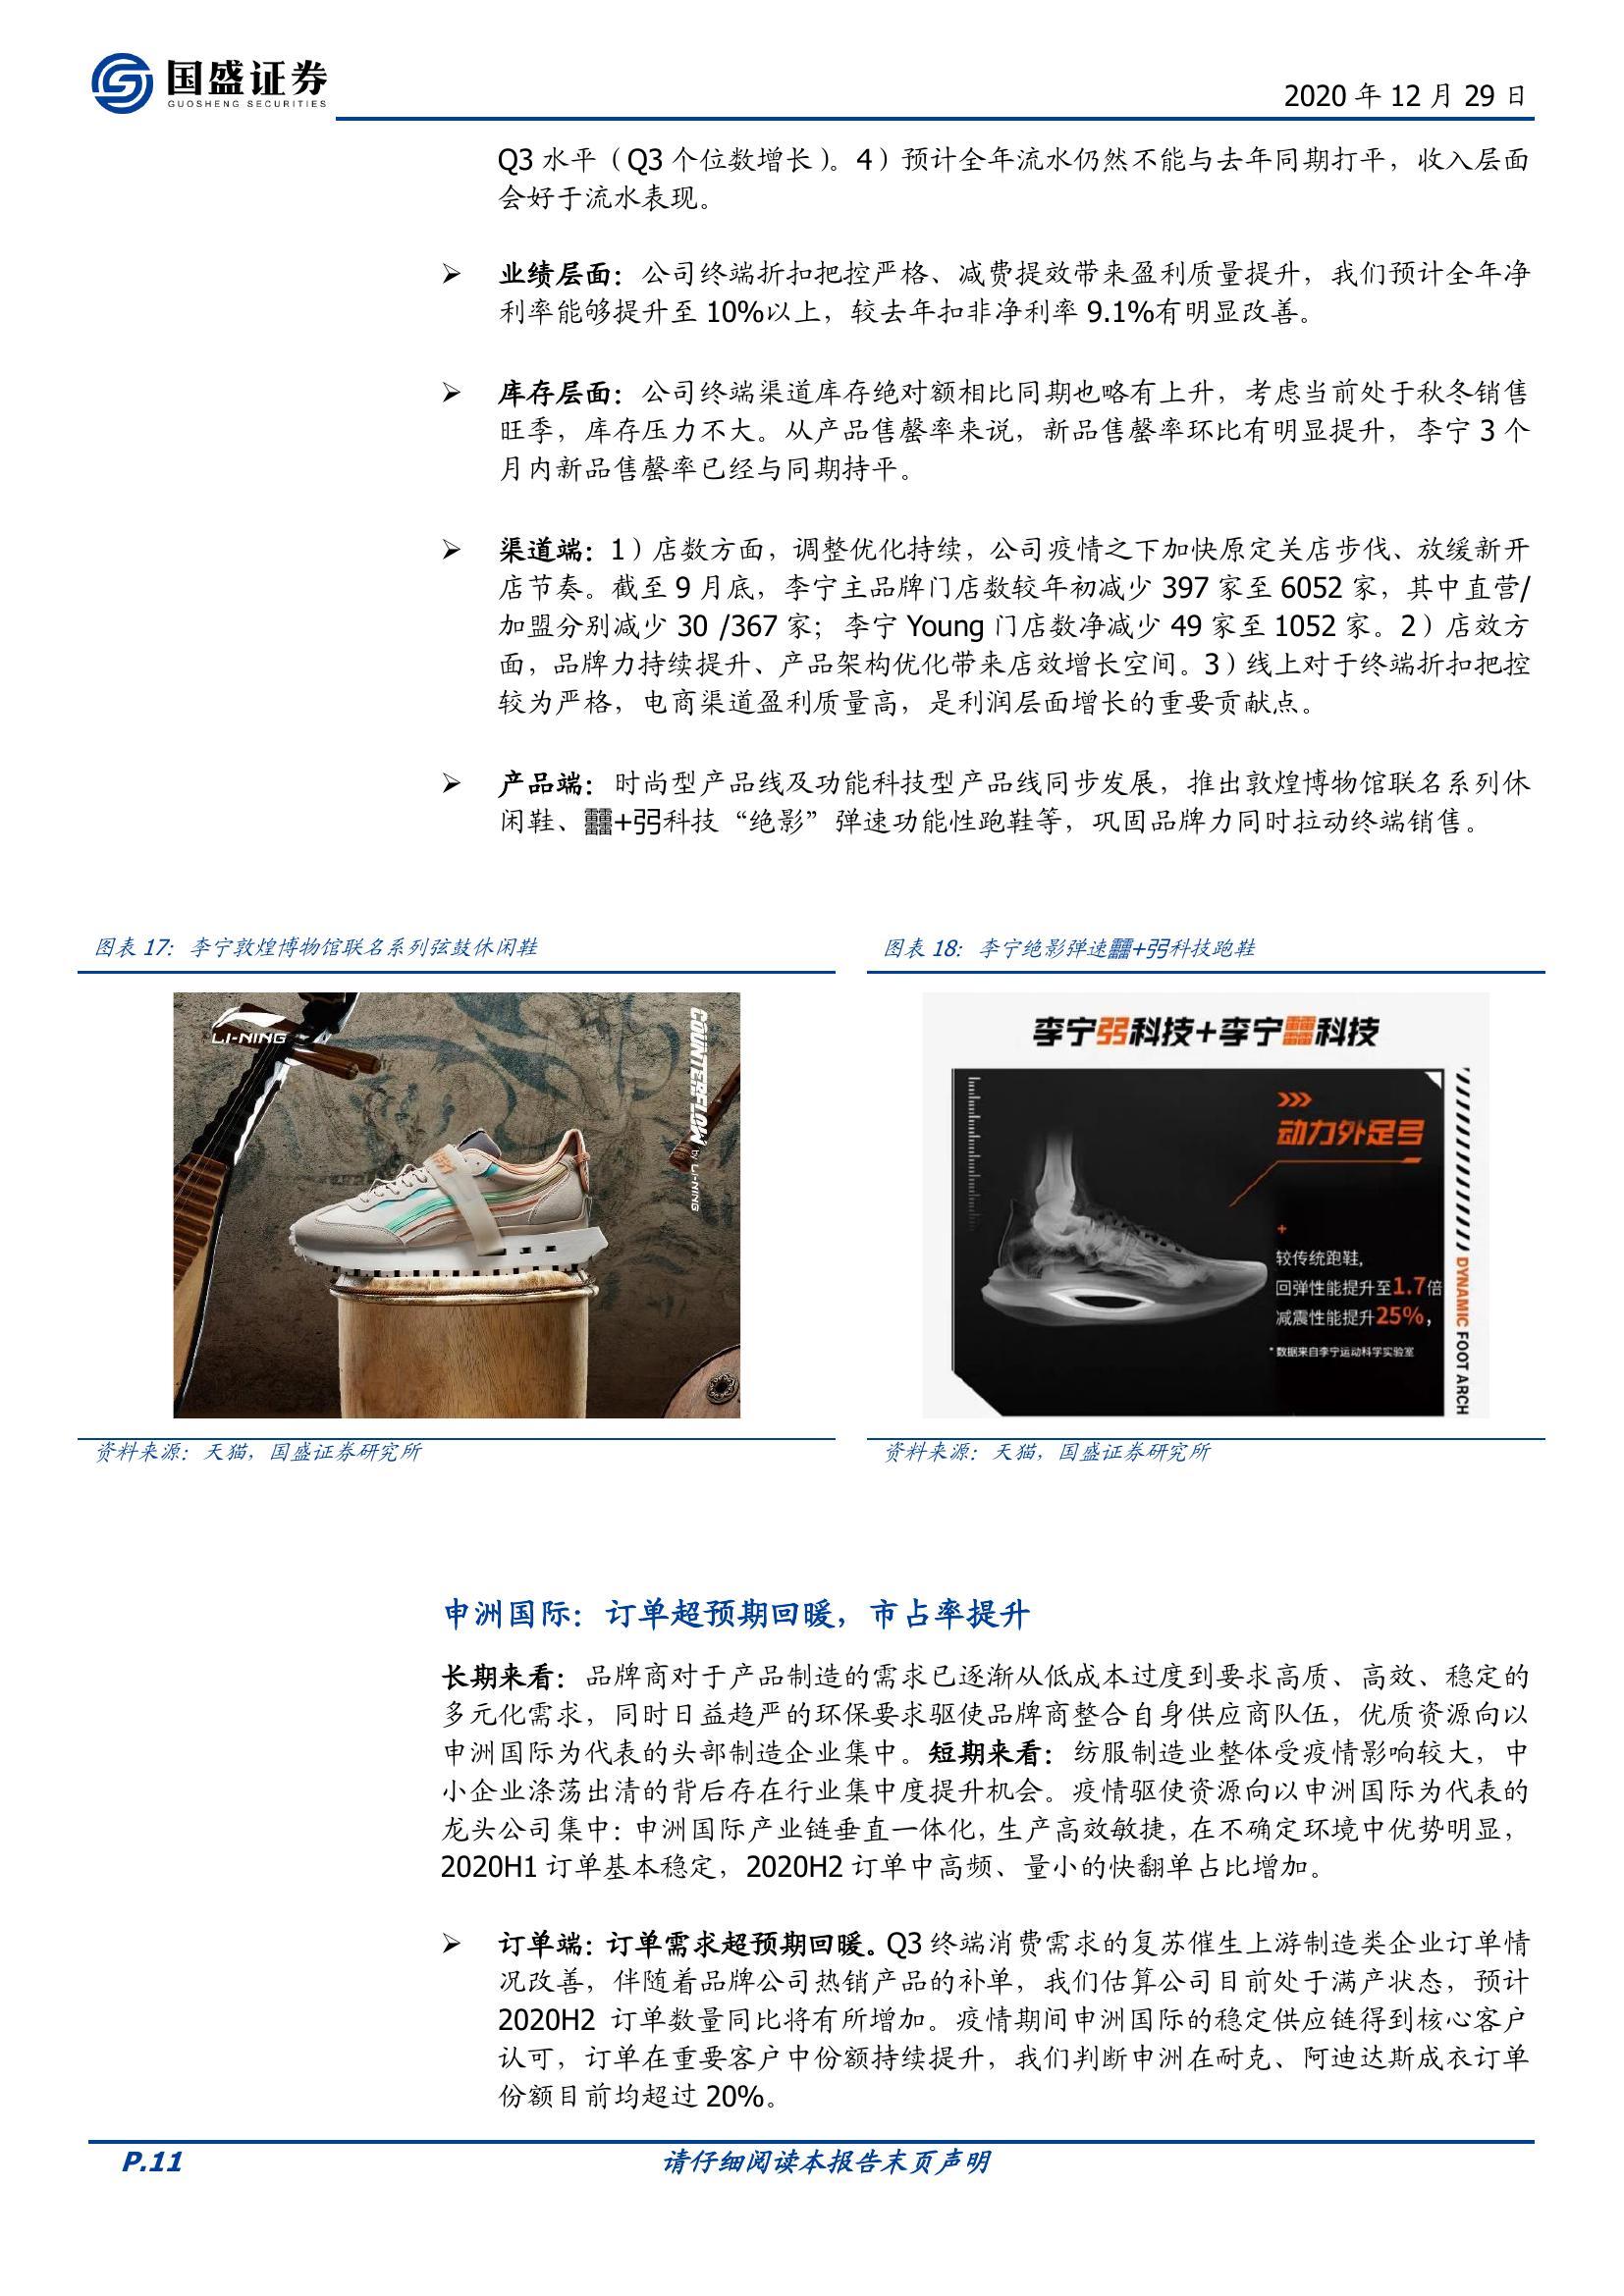 国盛证券
GUOSHENG SECURITIES
2020 年 12 月 29 日
Q3 水平（Q3 个位数增长）。4）预计全年流水仍然不能与去年同期打平，收入层面
会好于流水表现。
业绩层面：公司终端折扣把控严格、减费提效带来盈利质量提升，我们预计全年净
利率能够提升至 10%以上，较去年扣非净利率 9.1%有明显改善。
库存层面：公司终端渠道库存绝对额相比同期也略有上升，考虑当前处于秋冬销售
旺季，库存压力不大。从产品售罄率来说，新品售罄率环比有明显提升，李宁 3 个
月内新品售罄率已经与同期持平。
渠道端：1）店数方面，调整优化持续，公司疫情之下加快原定关店步伐、放缓新开
店节奏。截至 9 月底，李宁主品牌门店数较年初减少 397 家至 6052 家，其中直营/
加盟分别减少 30 /367 家；李宁 Young 门店数净减少 49 家至 1052 家。2）店效方
面，品牌力持续提升、产品架构优化带来店效增长空间。3）线上对于终端折扣把控
较为严格，电商渠道盈利质量高，是利润层面增长的重要贡献点。
产品端：时尚型产品线及功能科技型产品线同步发展，推出敦煌博物馆联名系列休
闲鞋、䨻+弜科技“绝影”弹速功能性跑鞋等，巩固品牌力同时拉动终端销售。
图表 17：李宁敦煌博物馆联名系列弦鼓休闲鞋
图表 18：李宁绝影弹速䨻+弜科技跑鞋
LI-NING
COUNTERFLOW by LI-NING
李宁弜科技+李宁䨻科技
动力外足弓
+
较传统跑鞋，
回弹性能提升至1.7倍
减震性能提升25%，
*数据来自李宁运动科学实验室
DYNAMIC FOOT ARCH
资料来源：天猫，国盛证券研究所
资料来源：天猫，国盛证券研究所
申洲国际：订单超预期回暖，市占率提升
长期来看：品牌商对于产品制造的需求已逐渐从低成本过度到要求高质、高效、稳定的
多元化需求，同时日益趋严的环保要求驱使品牌商整合自身供应商队伍，优质资源向以
申洲国际为代表的头部制造企业集中。短期来看：纺服制造业整体受疫情影响较大，中
小企业涤荡出清的背后存在行业集中度提升机会。疫情驱使资源向以申洲国际为代表的
龙头公司集中：申洲国际产业链垂直一体化，生产高效敏捷，在不确定环境中优势明显，
2020H1 订单基本稳定，2020H2 订单中高频、量小的快翻单占比增加。
订单端：订单需求超预期回暖。Q3 终端消费需求的复苏催生上游制造类企业订单情
况改善，伴随着品牌公司热销产品的补单，我们估算公司目前处于满产状态，预计
2020H2 订单数量同比将有所增加。疫情期间申洲国际的稳定供应链得到核心客户
认可，订单在重要客户中份额持续提升，我们判断申洲在耐克、阿迪达斯成衣订单
份额目前均超过 20%。
P.11
请仔细阅读本报告末页声明